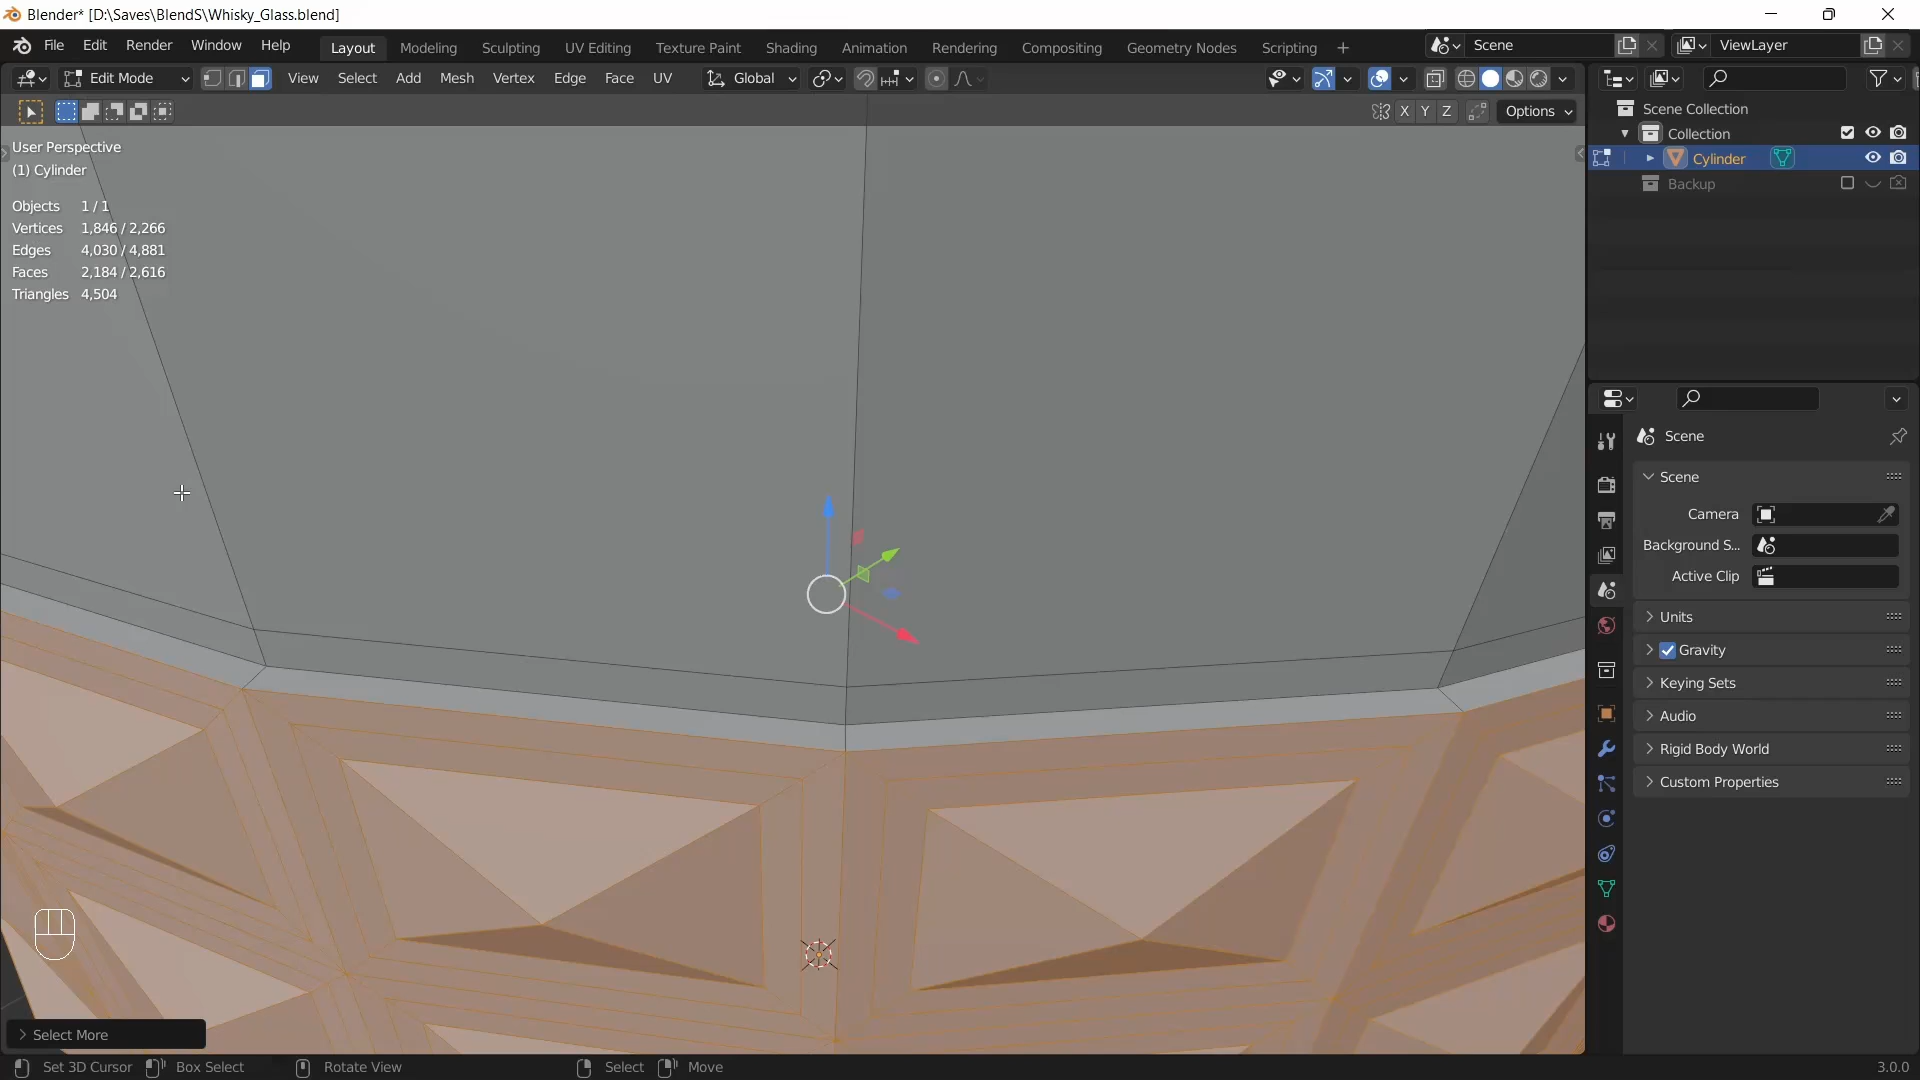 Blender* [D:\Saves\BlendS\Whisky_Glass.blend]
File Edit Render Window Help Layout Modeling Sculpting UV Editing Texture Paint Shading Animation Rendering Compositing Geometry Nodes Scripting + Scene ViewLayer
Edit Mode View Select Add Mesh Vertex Edge Face UV Global
X Y Z Options
User Perspective
(1) Cylinder
Objects 1 / 1
Vertices 1,846 / 2,266
Edges 4,030 / 4,881
Faces 2,184 / 2,616
Triangles 4,504
Scene Collection
Collection
Cylinder
Backup
Scene
Scene
Camera
Background S...
Active Clip
Units
Gravity
Keying Sets
Audio
Rigid Body World
Custom Properties
Select More
Set 3D Cursor Box Select Rotate View Select Move 3.0.0